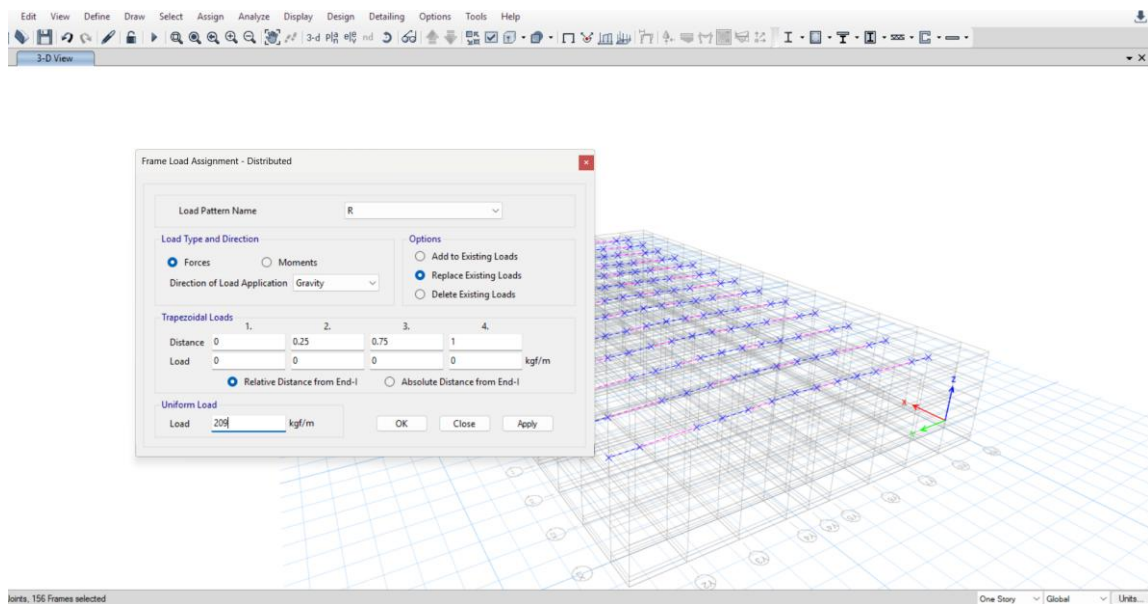 Edit View Define Draw Select Assign Analyze Display Design Detailing Options Tools Help
3-d nd
3-D View
Frame Load Assignment - Distributed
Load Pattern Name R
Load Type and Direction
Forces Moments
Direction of Load Application Gravity
Options
Add to Existing Loads
Replace Existing Loads
Delete Existing Loads
Trapezoidal Loads
1. 2. 3. 4.
Distance 0 0.25 0.75 1
Load 0 0 0 0 kgf/m
Relative Distance from End-I Absolute Distance from End-I
Uniform Load
Load 209 kgf/m
OK Close Apply
Z
X
Y
oints, 156 Frames selected
One Story Global Units...